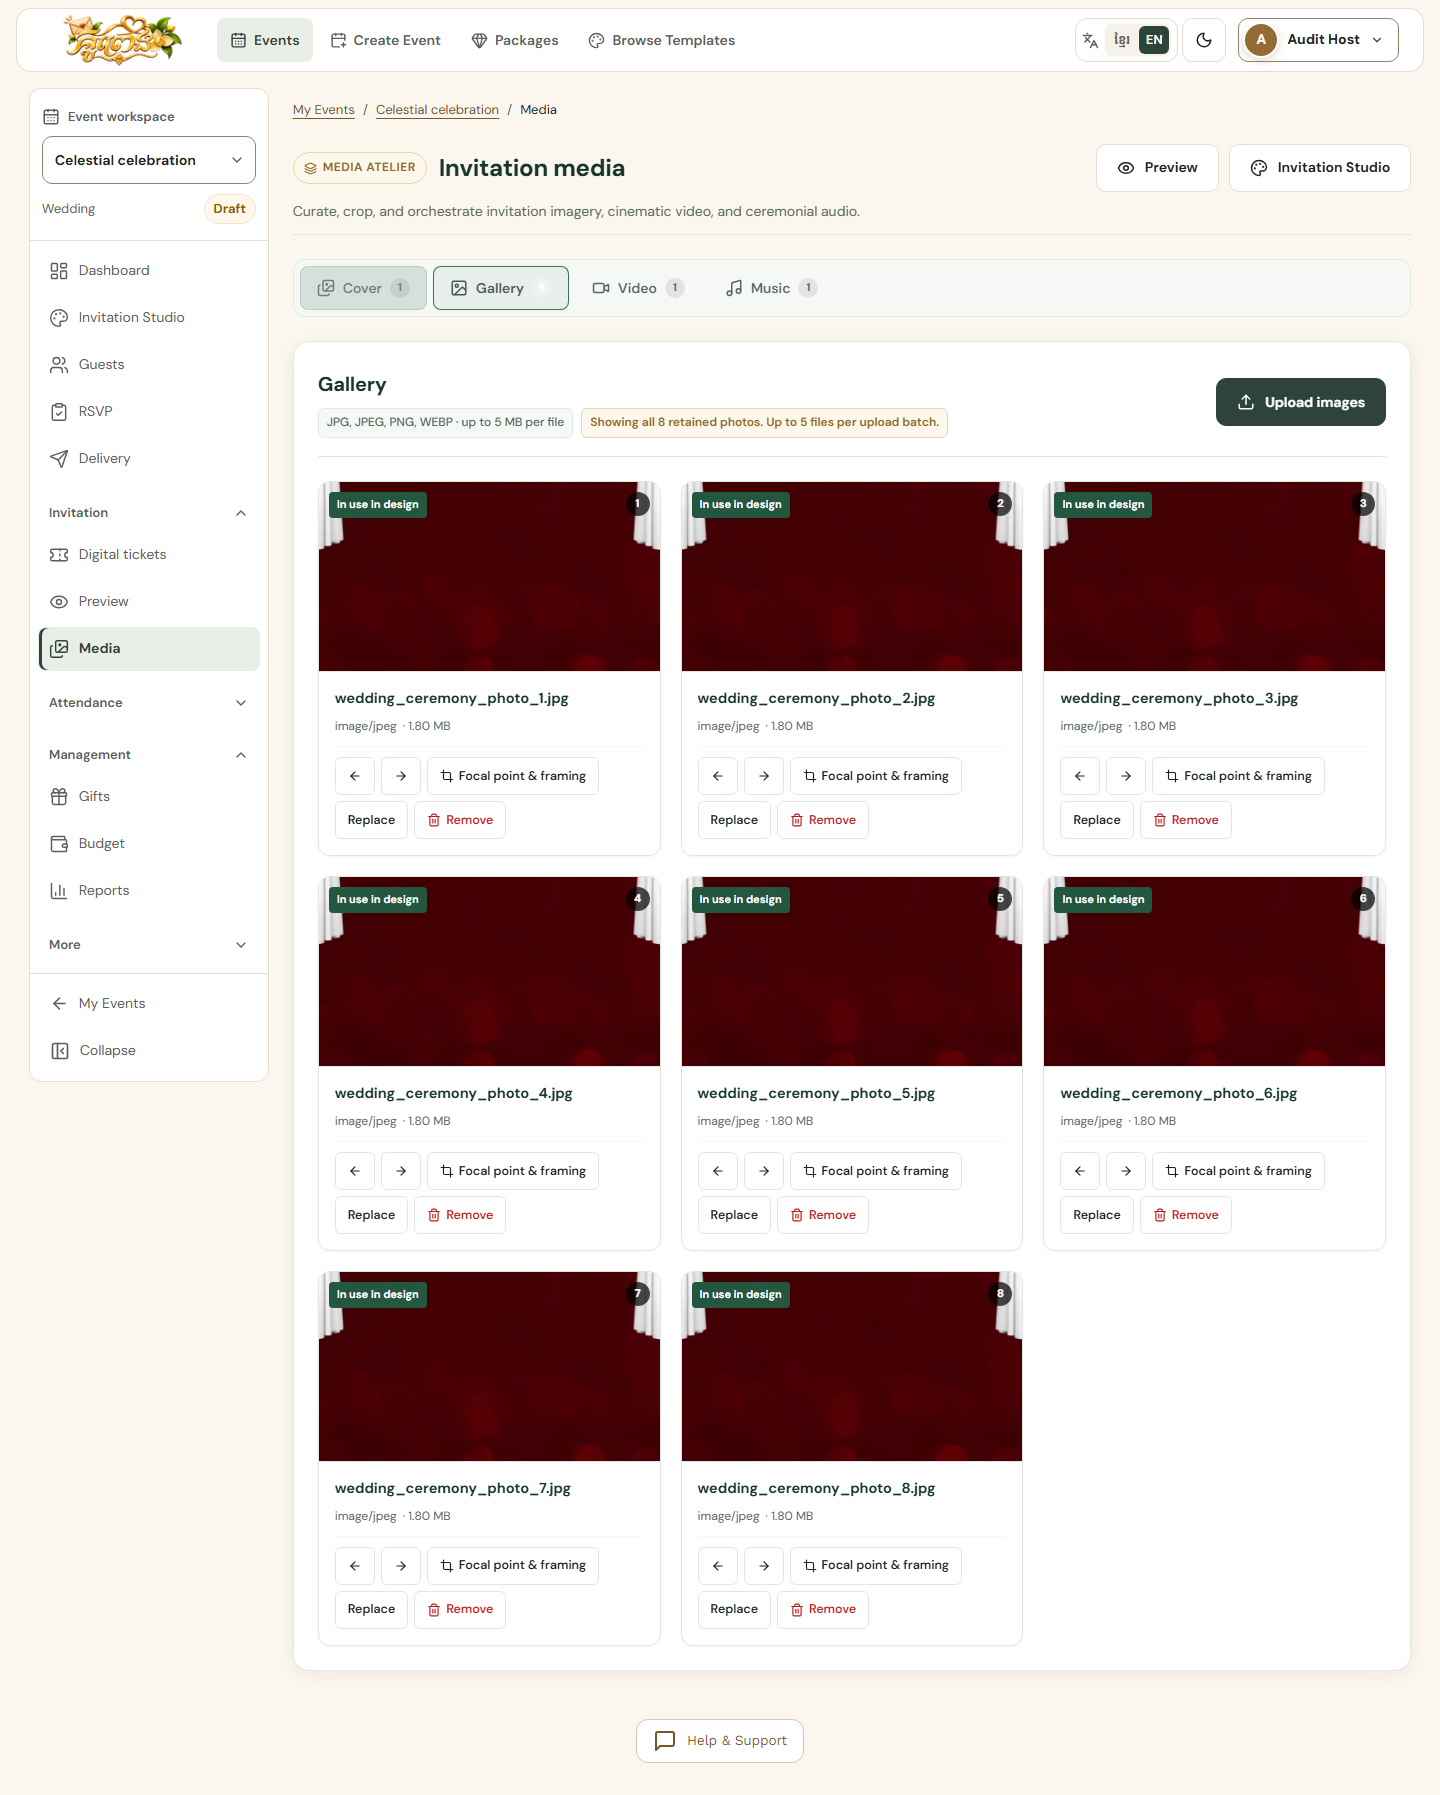 Events
Create Event
Packages
Browse Templates
ខ្មែរ
EN
A
Audit Host
Event workspace
Celestial celebration
Wedding
Draft
Dashboard
Invitation Studio
Guests
RSVP
Delivery
Invitation
Digital tickets
Preview
Media
Attendance
Management
Gifts
Budget
Reports
More
My Events
Collapse
My Events / Celestial celebration / Media
MEDIA ATELIER
Invitation media
Preview
Invitation Studio
Curate, crop, and orchestrate invitation imagery, cinematic video, and ceremonial audio.
Cover 1
Gallery 8
Video 1
Music 1
Gallery
JPG, JPEG, PNG, WEBP · up to 5 MB per file
Showing all 8 retained photos. Up to 5 files per upload batch.
Upload images
In use in design
1
wedding_ceremony_photo_1.jpg
image/jpeg · 1.80 MB
Focal point & framing
Replace
Remove
In use in design
2
wedding_ceremony_photo_2.jpg
image/jpeg · 1.80 MB
Focal point & framing
Replace
Remove
In use in design
3
wedding_ceremony_photo_3.jpg
image/jpeg · 1.80 MB
Focal point & framing
Replace
Remove
In use in design
4
wedding_ceremony_photo_4.jpg
image/jpeg · 1.80 MB
Focal point & framing
Replace
Remove
In use in design
5
wedding_ceremony_photo_5.jpg
image/jpeg · 1.80 MB
Focal point & framing
Replace
Remove
In use in design
6
wedding_ceremony_photo_6.jpg
image/jpeg · 1.80 MB
Focal point & framing
Replace
Remove
In use in design
7
wedding_ceremony_photo_7.jpg
image/jpeg · 1.80 MB
Focal point & framing
Replace
Remove
In use in design
8
wedding_ceremony_photo_8.jpg
image/jpeg · 1.80 MB
Focal point & framing
Replace
Remove
Help & Support